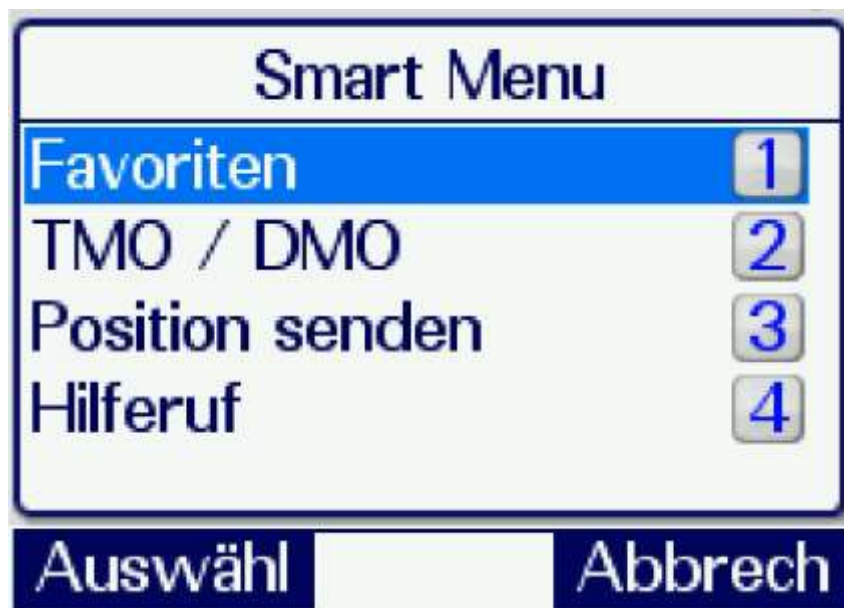 Smart Menu
Favoriten 1
TMO / DMO 2
Position senden 3
Hilferuf 4
Auswähl Abbrech